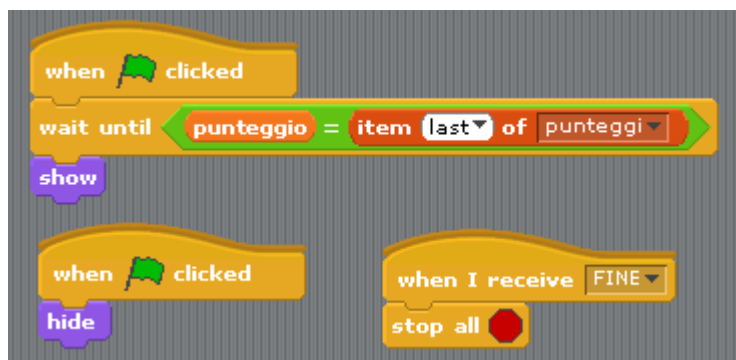 when clicked
wait until punteggio = item last of punteggi
show
when clicked
hide
when I receive FINE
stop all